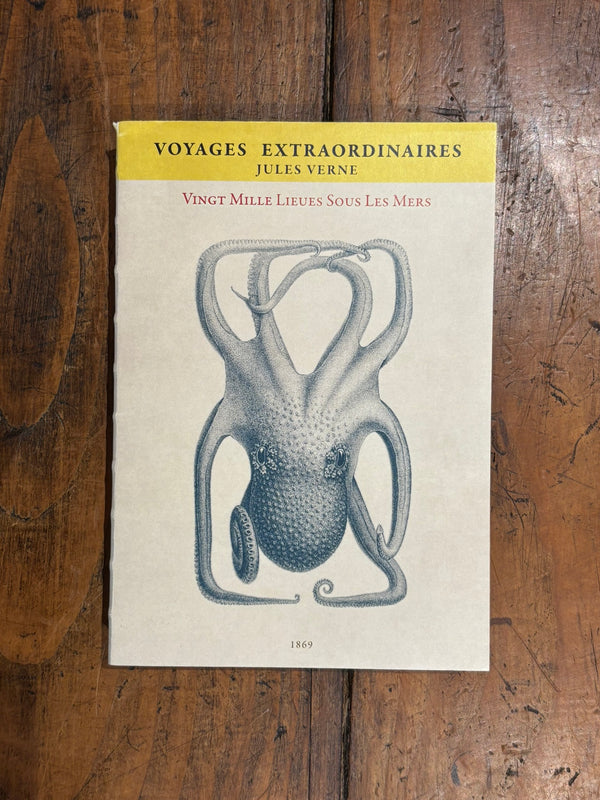 VOYAGES EXTRAORDINAIRES
JULES VERNE
VINGT MILLE LIEUES SOUS LES MERS
1869